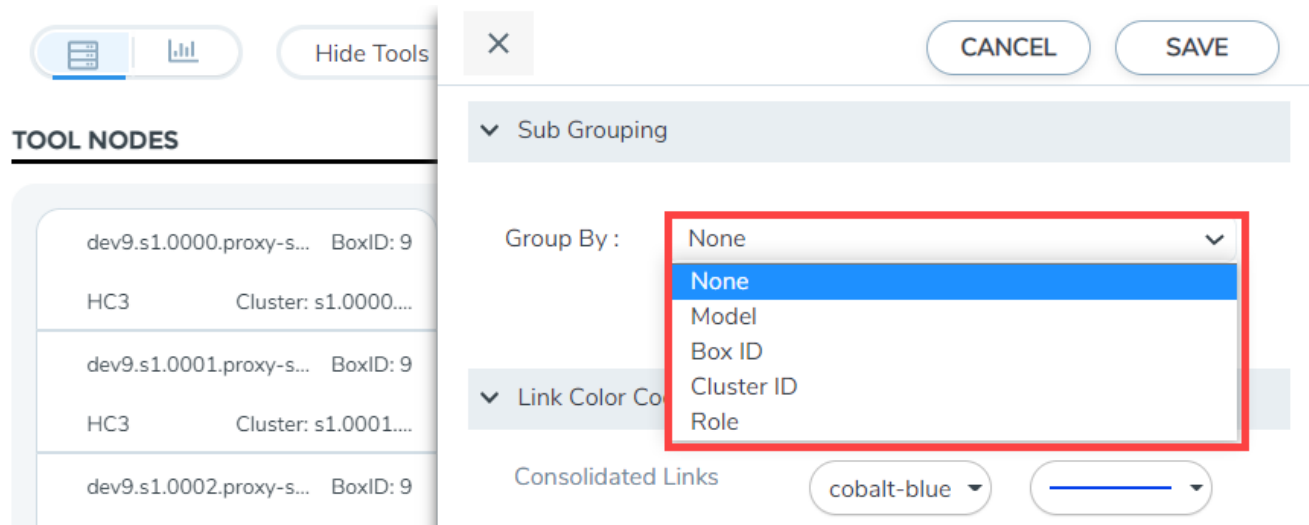 Hide Tools
CANCEL SAVE
TOOL NODES
Sub Grouping
dev9.s1.0000.proxy-s... BoxID: 9
HC3 Cluster: s1.0000....
dev9.s1.0001.proxy-s... BoxID: 9
HC3 Cluster: s1.0001....
dev9.s1.0002.proxy-s... BoxID: 9
Group By : None
None
Model
Box ID
Cluster ID
Role
Link Color
Consolidated Links cobalt-blue